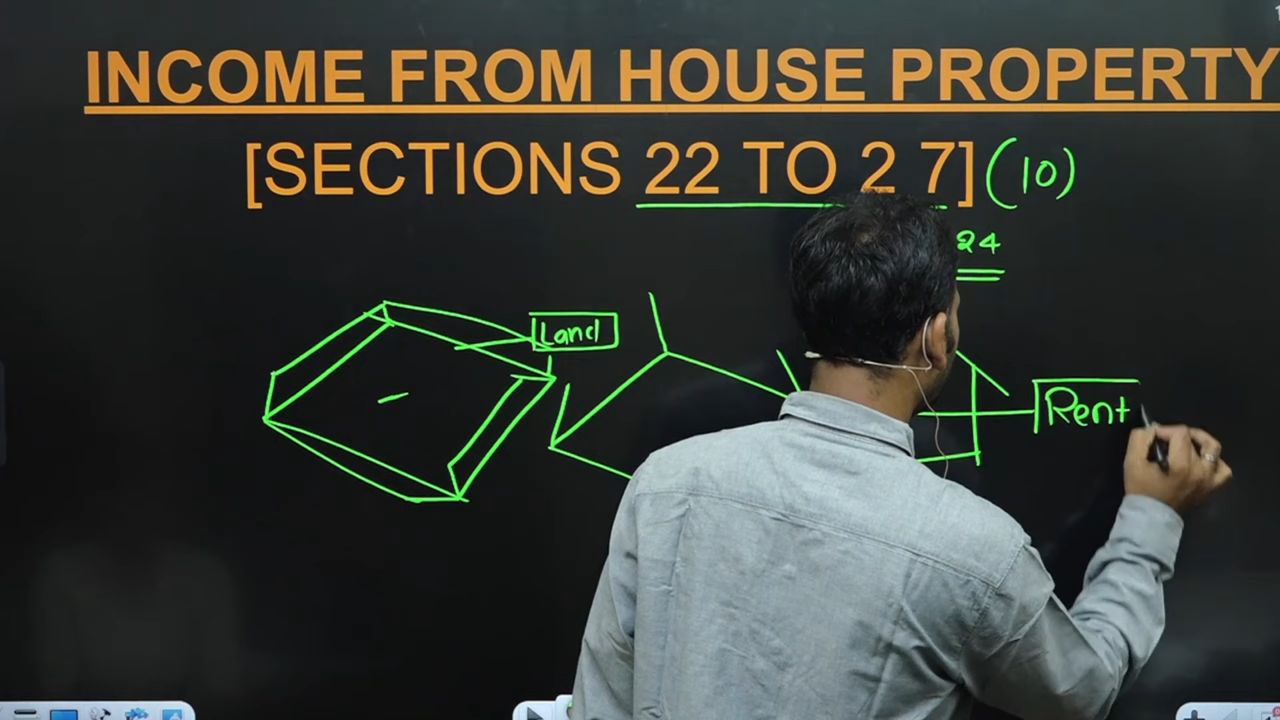 INCOME FROM HOUSE PROPERTY
[SECTIONS 22 TO 27] (10)
24
Land
Rent